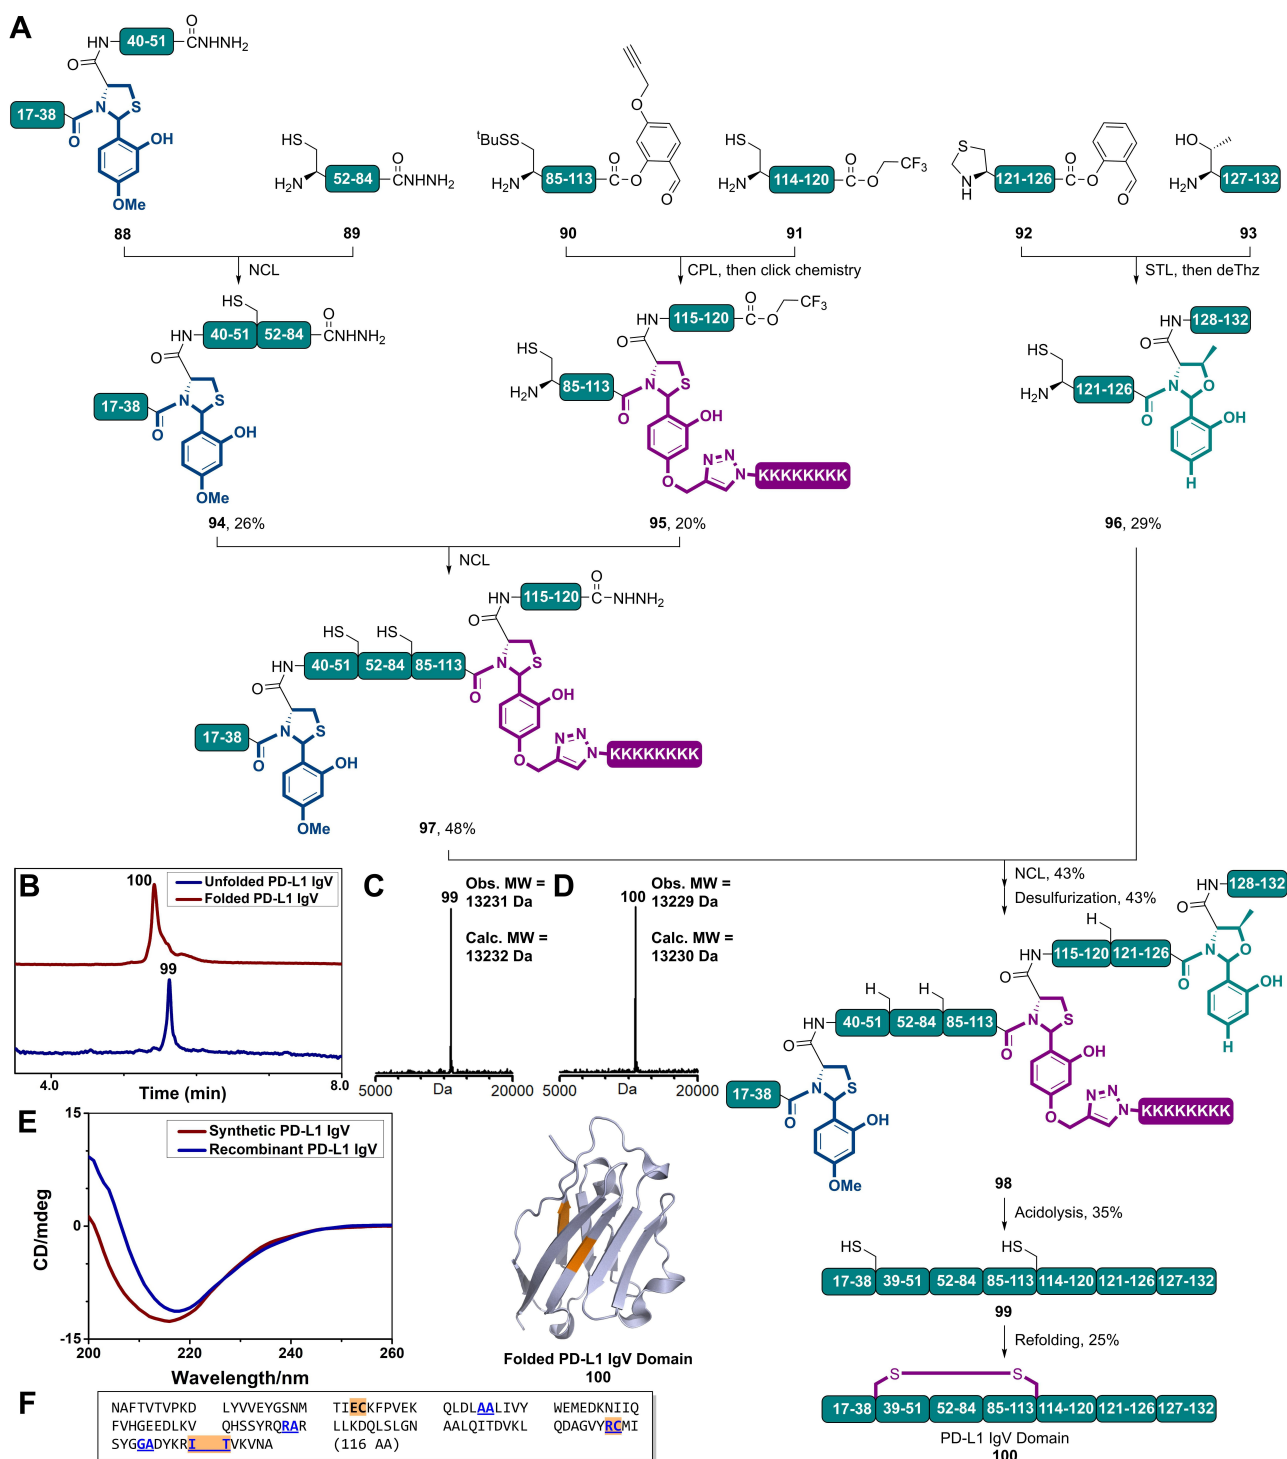 A
HN 40-51 CNHNH2
O
O
17-38 N S
C
O OH
OMe
HS
H2N 52-84 CNHNH2
O
O
tBuSS
H2N 85-113 C O
O
O
HS
H2N 114-120 C O CF3
O
S
N
H
121-126 C O
O
O
HO
H2N 127-132
88 89 90 91 92 93
NCL
CPL, then click chemistry
STL, then deThz
HS
HN 40-51 52-84 CNHNH2
O
O
17-38 N S
O OH
OMe
HN 115-120 C O CF3
O
O
HS
H2N 85-113 N S
O OH
O N N N KKKKKKKK
HN 128-132
O
HS
H2N 121-126 N O
O OH
H
94, 26% 95, 20% 96, 29%
NCL
HN 115-120 C NHNH2
O
O
HS HS
HN 40-51 52-84 85-113 N S
O O OH
17-38 N S
O OH
O N N N KKKKKKKK
OMe
97, 48%
NCL, 43%
Desulfurization, 43%
B
100
Unfolded PD-L1 IgV
Folded PD-L1 IgV
99
4.0 8.0
Time (min)
C
99
Obs. MW =
13231 Da
Calc. MW =
13232 Da
5000 Da 20000
D
100
Obs. MW =
13229 Da
Calc. MW =
13230 Da
5000 Da 20000
HN 128-132
O
H
HN 115-120 121-126 N O
O O OH
H
H H
HN 40-51 52-84 85-113 N S
O O OH
17-38 N S
O OH
O N N N KKKKKKKK
OMe
98
Acidolysis, 35%
HS HS
17-38 39-51 52-84 85-113 114-120 121-126 127-132
99
Refolding, 25%
S S
17-38 39-51 52-84 85-113 114-120 121-126 127-132
PD-L1 IgV Domain
100
E
15
0
-15
CD/mdeg
Synthetic PD-L1 IgV
Recombinant PD-L1 IgV
200 220 240 260
Wavelength/nm
Folded PD-L1 IgV Domain
100
F
NAFTVTVPKD LYVVEYGSNM TIECKFPVEK QLDLAALIVY WEMEDKNIIQ
FVHGEEDLKV QHSSYRQRAR LLKDQLSLGN AALQITDVKL QDAGVYRCMI
SYGGADYKRI TVKVNA (116 AA)